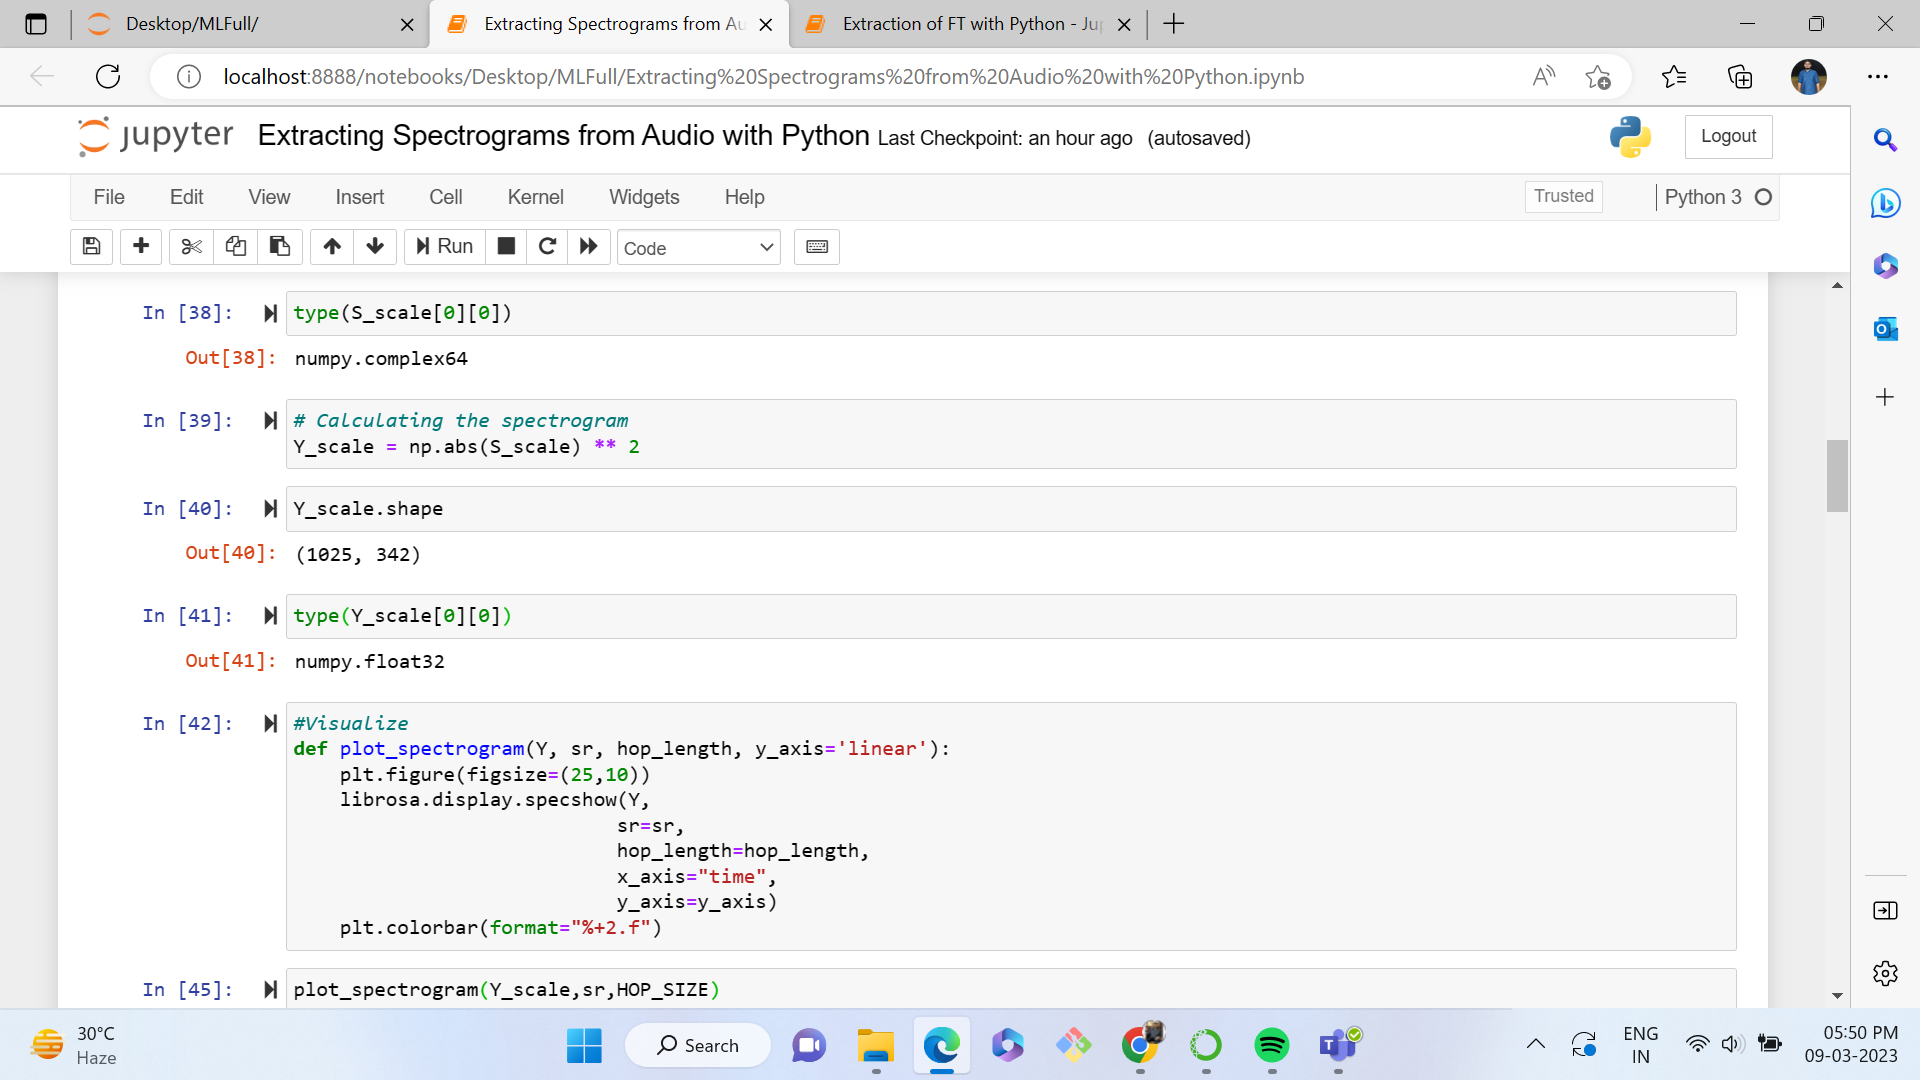 Desktop/MLFull/
Extracting Spectrograms from Au
Extraction of FT with Python - Jup
localhost:8888/notebooks/Desktop/MLFull/Extracting%20Spectrograms%20from%20Audio%20with%20Python.ipynb
jupyter Extracting Spectrograms from Audio with Python Last Checkpoint: an hour ago (autosaved)
Logout
File Edit View Insert Cell Kernel Widgets Help
Trusted Python 3
Run Code
In [38]: type(S_scale[0][0])
Out[38]: numpy.complex64
In [39]: # Calculating the spectrogram
Y_scale = np.abs(S_scale) ** 2
In [40]: Y_scale.shape
Out[40]: (1025, 342)
In [41]: type(Y_scale[0][0])
Out[41]: numpy.float32
In [42]: #Visualize
def plot_spectrogram(Y, sr, hop_length, y_axis='linear'):
    plt.figure(figsize=(25,10))
    librosa.display.specshow(Y,
                            sr=sr,
                            hop_length=hop_length,
                            x_axis="time",
                            y_axis=y_axis)
    plt.colorbar(format="%+2.f")
In [45]: plot_spectrogram(Y_scale,sr,HOP_SIZE)
30°C
Haze
Search
ENG
IN
05:50 PM
09-03-2023